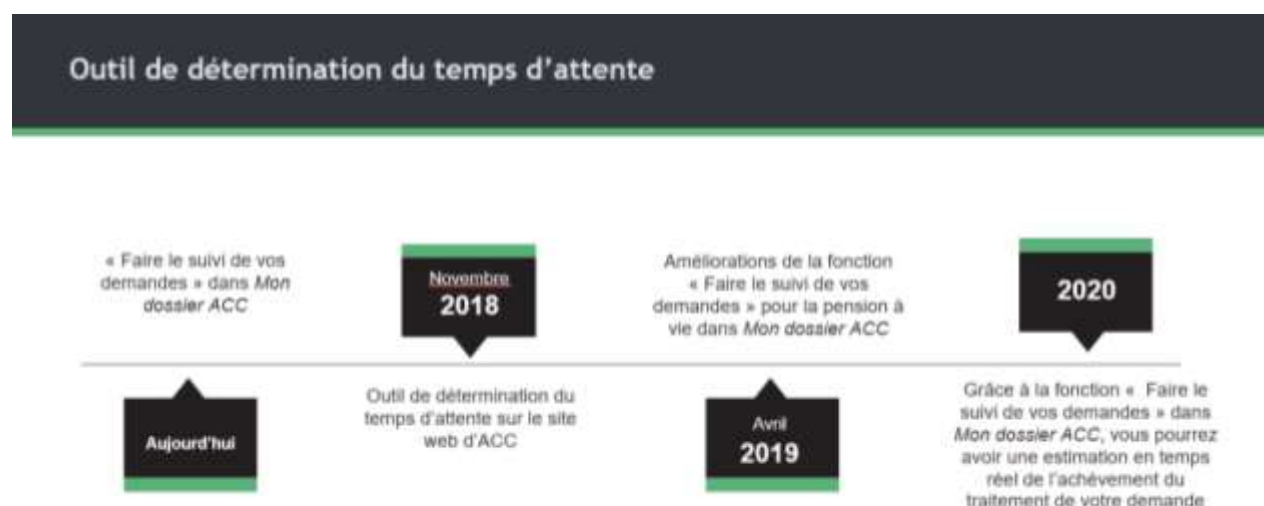 Outil de détermination du temps d'attente
« Faire le suivi de vos
demandes » dans Mon
dossier ACC
Aujourd'hui
Novembre
2018
Outil de détermination du
temps d'attente sur le site
web d'ACC
Améliorations de la fonction
« Faire le suivi de vos
demandes » pour la pension à
vie dans Mon dossier ACC
Avril
2019
2020
Grâce à la fonction « Faire le
suivi de vos demandes » dans
Mon dossier ACC, vous pourrez
avoir une estimation en temps
réel de l'achèvement du
traitement de votre demande